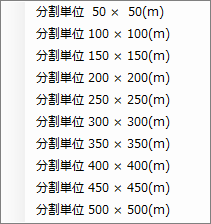 分割単位  50 × 50(m)
分割単位 100 × 100(m)
分割単位 150 × 150(m)
分割単位 200 × 200(m)
分割単位 250 × 250(m)
分割単位 300 × 300(m)
分割単位 350 × 350(m)
分割単位 400 × 400(m)
分割単位 450 × 450(m)
分割単位 500 × 500(m)